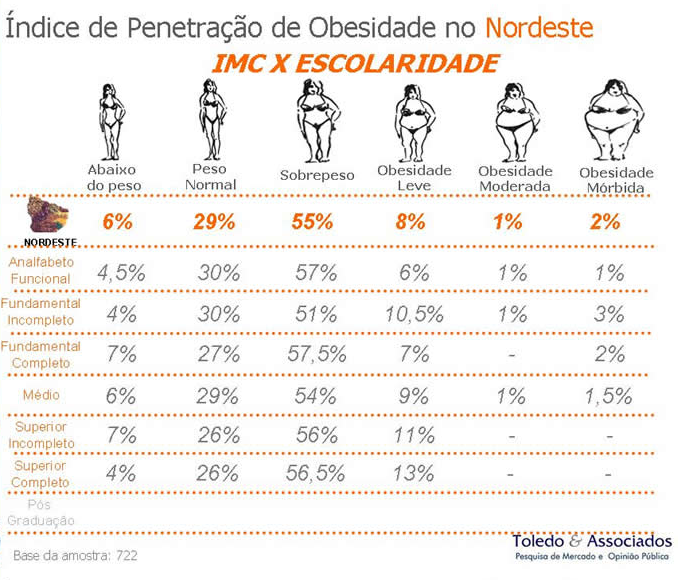 Índice de Penetração de Obesidade no Nordeste
IMC X ESCOLARIDADE
Abaixo do peso
Peso Normal
Sobrepeso
Obesidade Leve
Obesidade Moderada
Obesidade Mórbida
NORDESTE 6% 29% 55% 8% 1% 2%
Analfabeto Funcional 4,5% 30% 57% 6% 1% 1%
Fundamental Incompleto 4% 30% 51% 10,5% 1% 3%
Fundamental Completo 7% 27% 57,5% 7% - 2%
Médio 6% 29% 54% 9% 1% 1,5%
Superior Incompleto 7% 26% 56% 11% - -
Superior Completo 4% 26% 56,5% 13% - -
Pós Graduação
Toledo & Associados
Pesquisa de Mercado e Opinião Pública
Base da amostra: 722